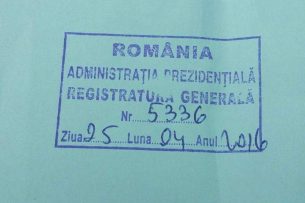 ROMÂNIA
ADMINISTRAȚIA PREZIDENȚIALĂ
REGISTRATURA GENERALĂ
Nr. 5336
Ziua 25 Luna 04 Anul 2016